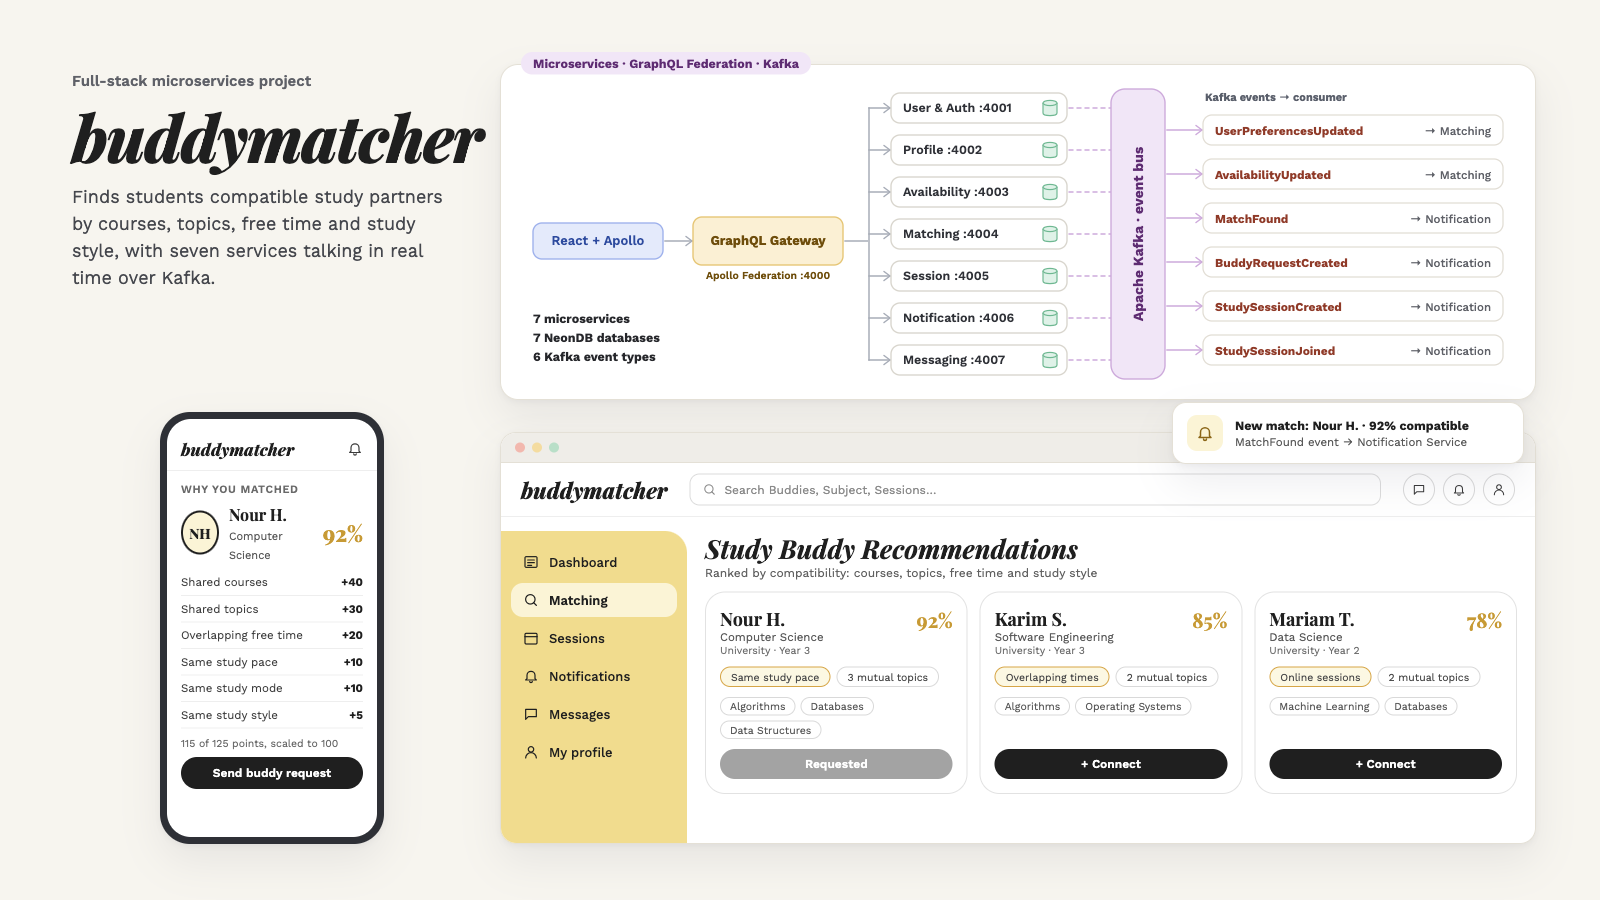 Full-stack microservices project
buddymatcher
Finds students compatible study partners
by courses, topics, free time and study
style, with seven services talking in real
time over Kafka.
Microservices · GraphQL Federation · Kafka
React + Apollo
GraphQL Gateway
Apollo Federation :4000
7 microservices
7 NeonDB databases
6 Kafka event types
User & Auth :4001
Profile :4002
Availability :4003
Matching :4004
Session :4005
Notification :4006
Messaging :4007
Apache Kafka · event bus
Kafka events → consumer
UserPreferencesUpdated → Matching
AvailabilityUpdated → Matching
MatchFound → Notification
BuddyRequestCreated → Notification
StudySessionCreated → Notification
StudySessionJoined → Notification
New match: Nour H. · 92% compatible
MatchFound event → Notification Service
buddymatcher
WHY YOU MATCHED
NH
Nour H.
Computer
Science
92%
Shared courses +40
Shared topics +30
Overlapping free time +20
Same study pace +10
Same study mode +10
Same study style +5
115 of 125 points, scaled to 100
Send buddy request
buddymatcher
Search Buddies, Subject, Sessions...
Dashboard
Matching
Sessions
Notifications
Messages
My profile
Study Buddy Recommendations
Ranked by compatibility: courses, topics, free time and study style
Nour H. 92%
Computer Science
University · Year 3
Same study pace 3 mutual topics
Algorithms Databases
Data Structures
Requested
Karim S. 85%
Software Engineering
University · Year 3
Overlapping times 2 mutual topics
Algorithms Operating Systems
+ Connect
Mariam T. 78%
Data Science
University · Year 2
Online sessions 2 mutual topics
Machine Learning Databases
+ Connect